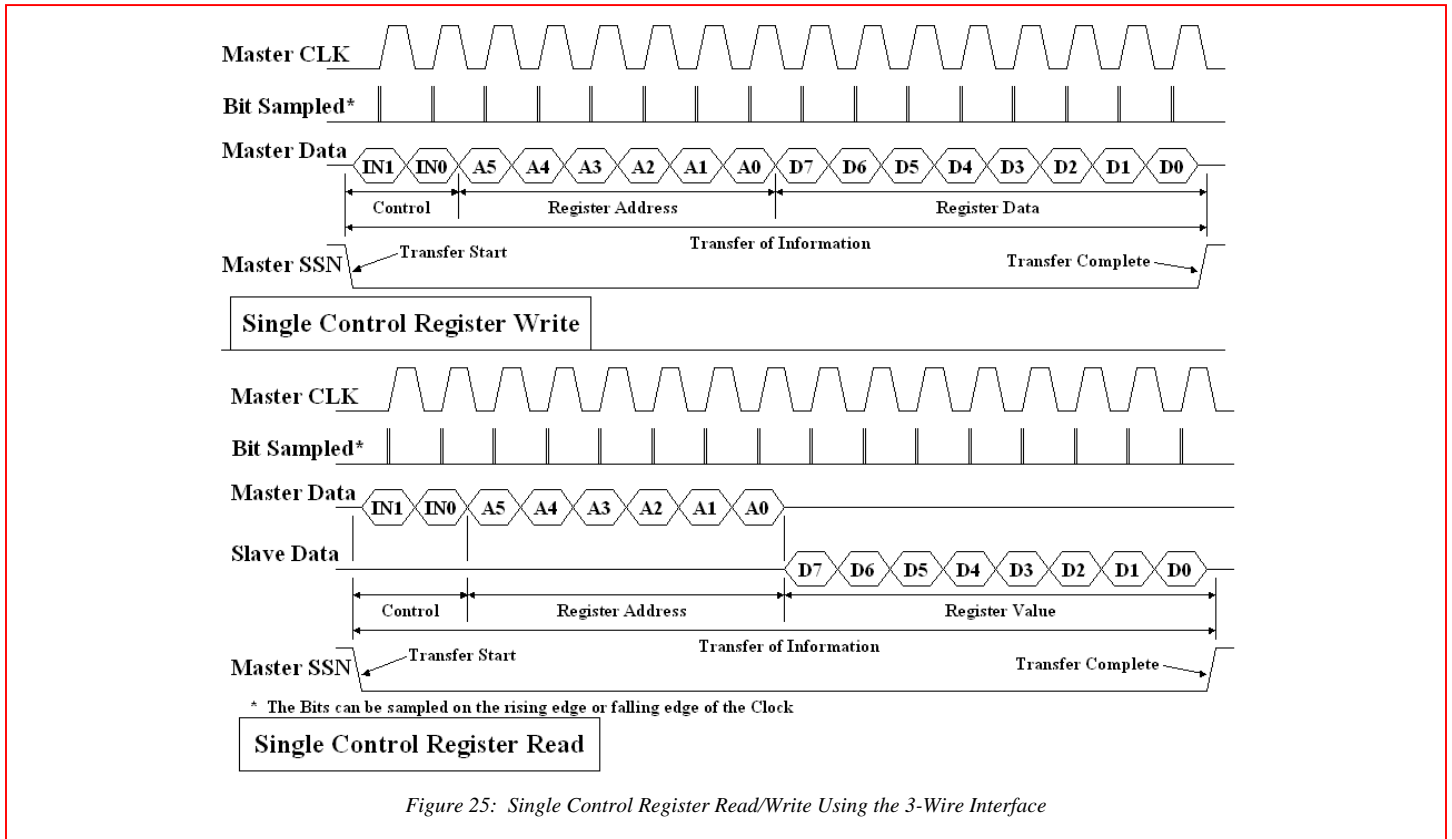 Master CLK
Bit Sampled*
Master Data
IN1 IN0 A5 A4 A3 A2 A1 A0 D7 D6 D5 D4 D3 D2 D1 D0
Control Register Address Register Data
Transfer of Information
Master SSN Transfer Start Transfer Complete
Single Control Register Write
Master CLK
Bit Sampled*
Master Data
IN1 IN0 A5 A4 A3 A2 A1 A0
Slave Data
D7 D6 D5 D4 D3 D2 D1 D0
Control Register Address Register Value
Transfer of Information
Master SSN Transfer Start Transfer Complete
* The Bits can be sampled on the rising edge or falling edge of the Clock
Single Control Register Read
Figure 25: Single Control Register Read/Write Using the 3-Wire Interface